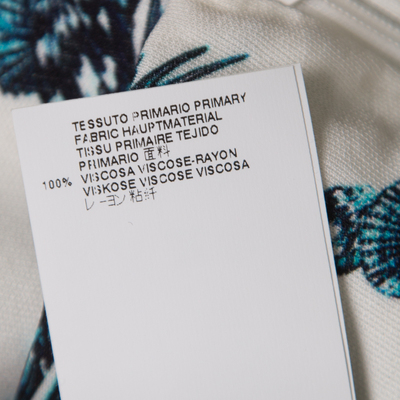 TESSUTO PRIMARIO PRIMARY
FABRIC HAUPTMATERIAL
TISSU PRIMAIRE TEJIDO
PRIMARIO 面料
100% VISCOSA VISCOSE-RAYON
VISKOSE VISCOSE VISCOSA
レーヨン 粘纤